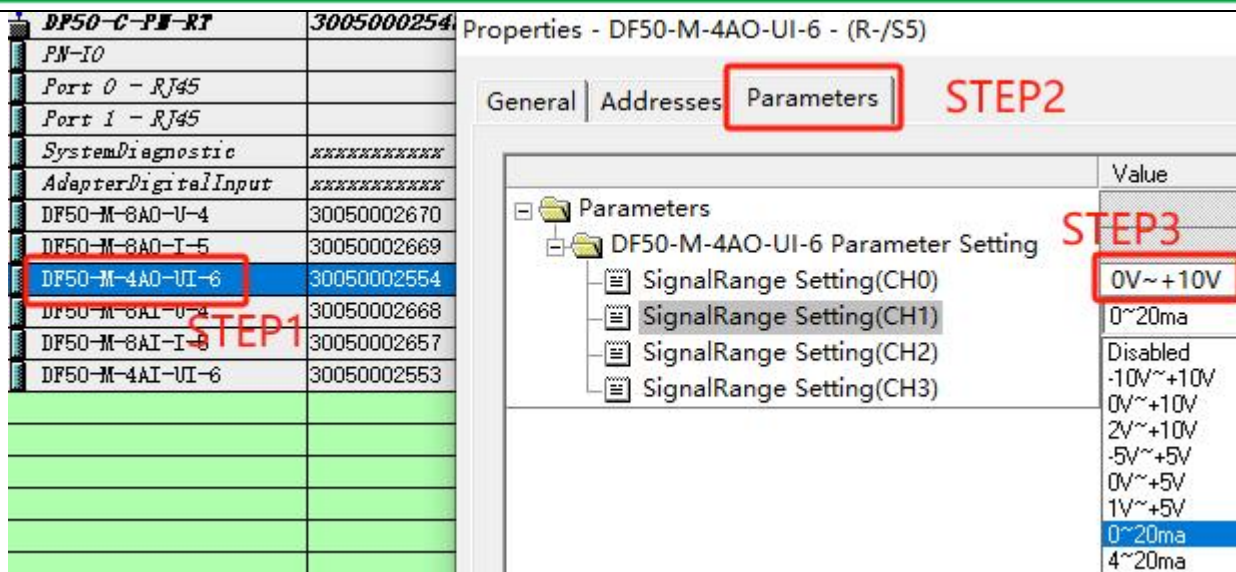 DF50-C-PN-RT 3005000254
PN-IO
Port 0 - RJ45
Port 1 - RJ45
SystemDiagnostic xxxxxxxxxxx
AdapterDigitalInput xxxxxxxxxxx
DF50-M-8AO-U-4 30050002670
DF50-M-8AO-I-5 30050002669
DF50-M-4AO-UI-6 30050002554
DF50-M-8AI-U-4 30050002668
STEP1
DF50-M-8AI-I-5 30050002657
DF50-M-4AI-UI-6 30050002553
Properties - DF50-M-4AO-UI-6 - (R-/S5)
General Addresses Parameters STEP2
Value
Parameters
DF50-M-4AO-UI-6 Parameter Setting STEP3
SignalRange Setting(CH0) 0V~+10V
SignalRange Setting(CH1) 0~20ma
SignalRange Setting(CH2)
SignalRange Setting(CH3)
Disabled
-10V~+10V
0V~+10V
2V~+10V
-5V~+5V
0V~+5V
1V~+5V
0~20ma
4~20ma